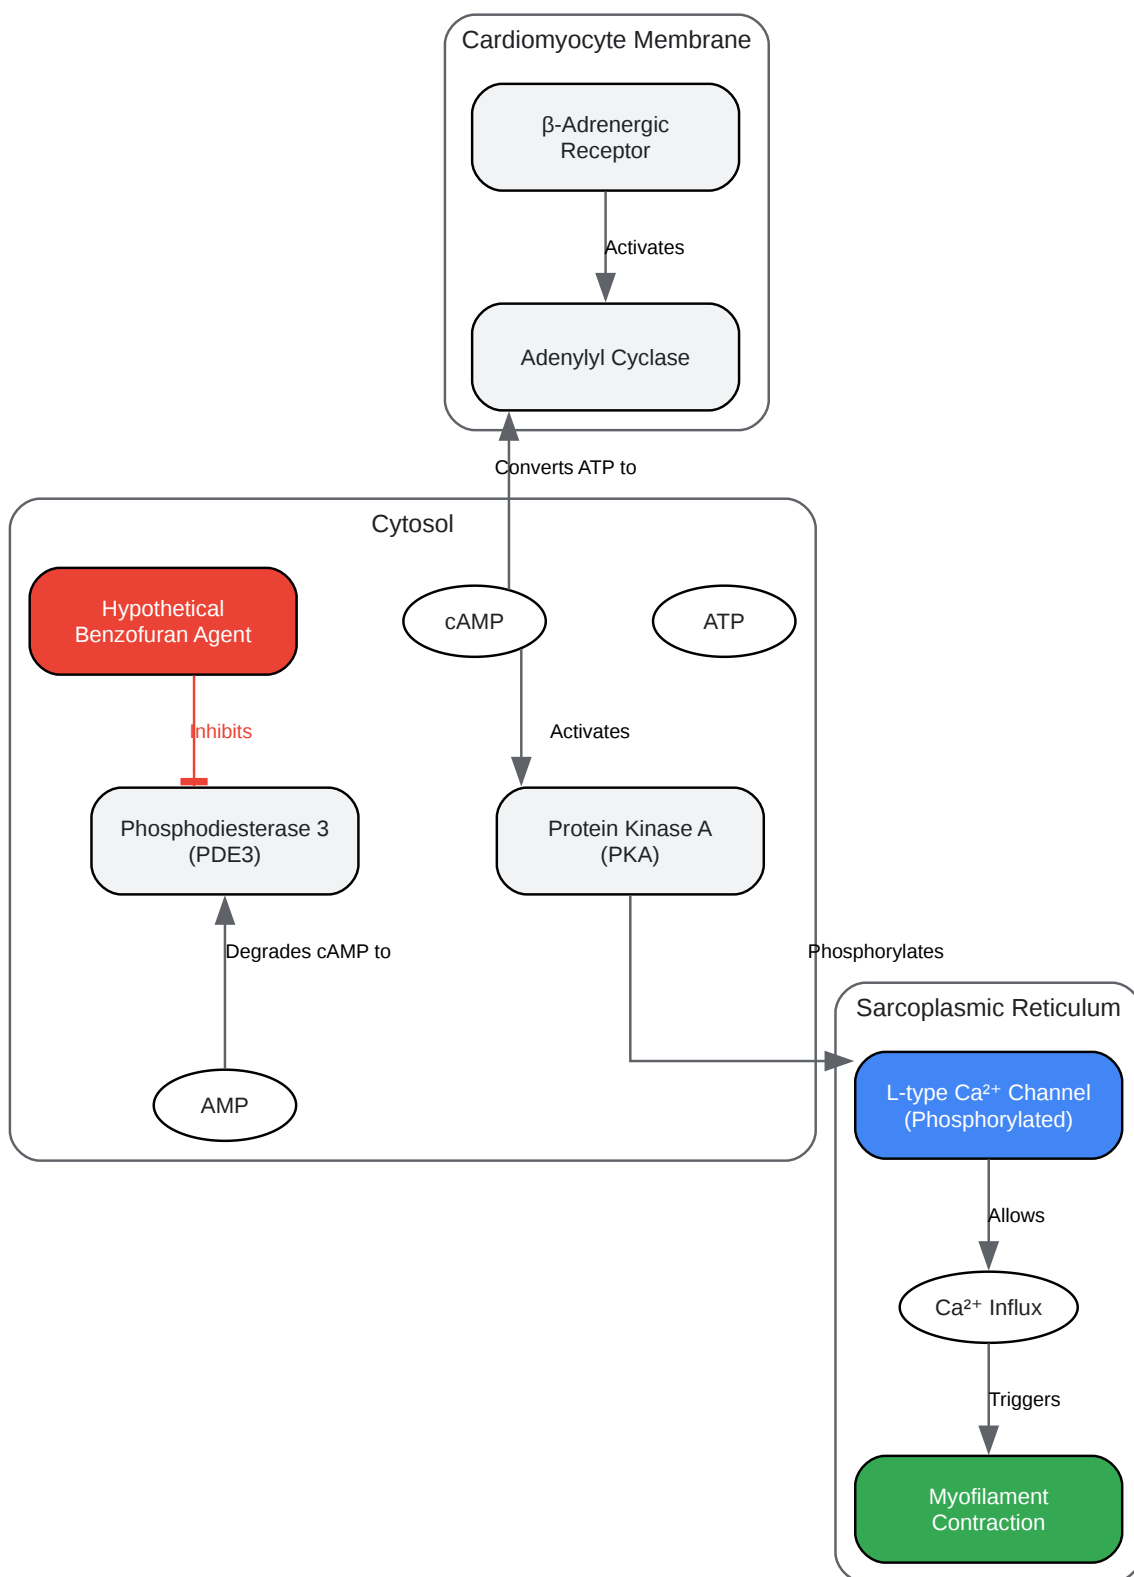 Cardiomyocyte Membrane
β-Adrenergic
Receptor
Activates
Adenylyl Cyclase
Converts ATP to
Cytosol
Hypothetical
Benzofuran Agent
cAMP
ATP
Inhibits
Activates
Phosphodiesterase 3
(PDE3)
Protein Kinase A
(PKA)
Degrades cAMP to
Phosphorylates
Sarcoplasmic Reticulum
L-type Ca²⁺ Channel
(Phosphorylated)
AMP
Allows
Ca²⁺ Influx
Triggers
Myofilament
Contraction